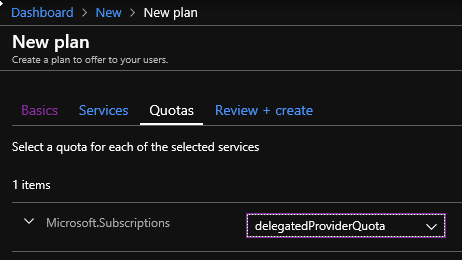 Dashboard > New > New plan
New plan
Create a plan to offer to your users.
Basics Services Quotas Review + create
Select a quota for each of the selected services
1 items
Microsoft.Subscriptions delegatedProviderQuota